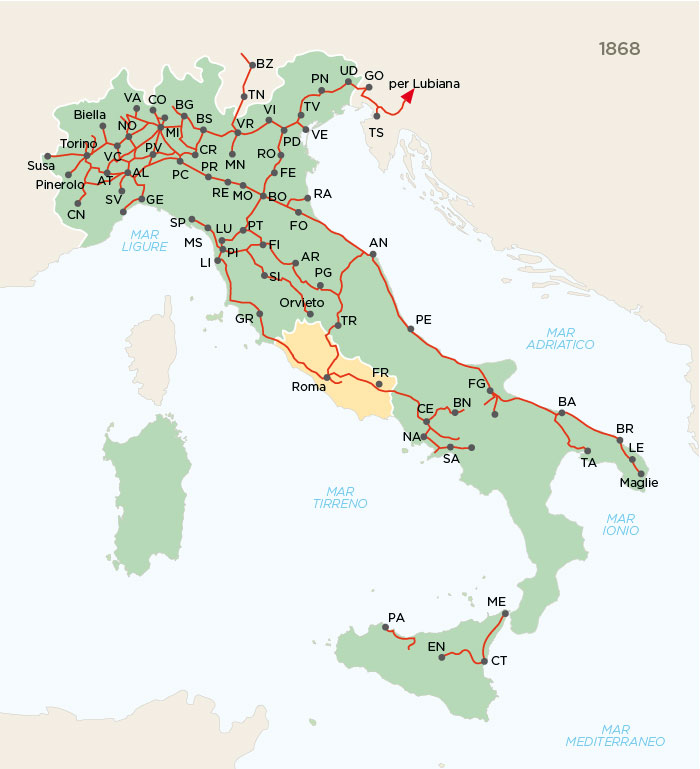 1868
BZ
UD
GO
PN
per Lubiana
TN
VA
CO
BG
Biella
BS
VI
TV
NO
MI
VR
TS
Torino
PD
VE
VC
PV
CR
RO
Susa
MN
Pinerolo
AT
AL
PC
PR
FE
RE
MO
BO
RA
SV
GE
CN
SP
LU
PT
FO
MAR
LIGURE
MS
PI
FI
AN
LI
AR
SI
PG
Orvieto
GR
TR
PE
MAR
ADRIATICO
Roma
FR
FG
CE
BN
BA
NA
BR
SA
LE
TA
Maglie
MAR
TIRRENO
MAR
IONIO
ME
PA
EN
CT
MAR
MEDITERRANEO